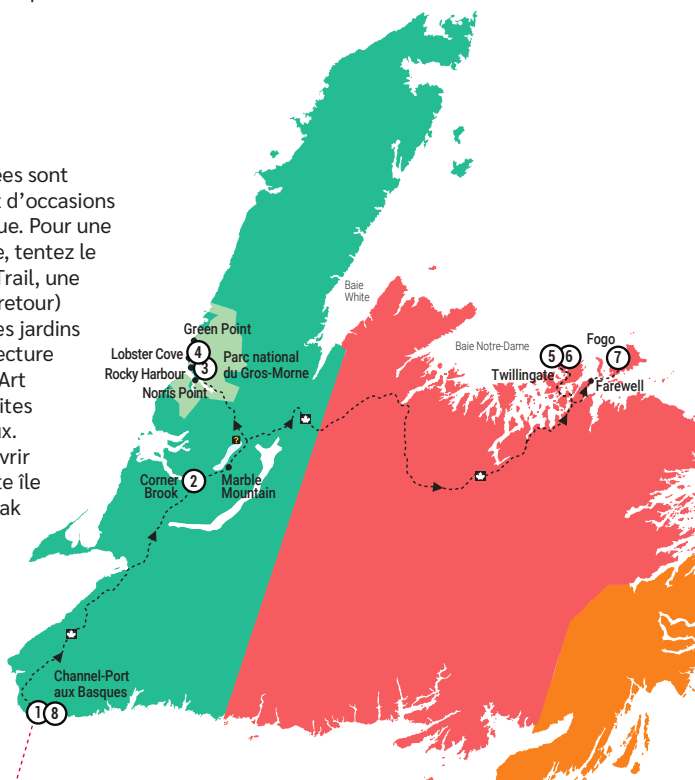 ees sont
t d'occasions
ue. Pour une
e, tentez le
Trail, une
retour)
es jardins
ecture
Art
ites
ux.
vrir
te île
ak
Baie
White
Green Point
Lobster Cove
4
3
Parc national
du Gros-Morne
Rocky Harbour
Norris Point
Baie Notre-Dame
5
6
Fogo
7
Twillingate
Farewell
?
Corner
Brook
2
Marble
Mountain
Channel-Port
aux Basques
1
8